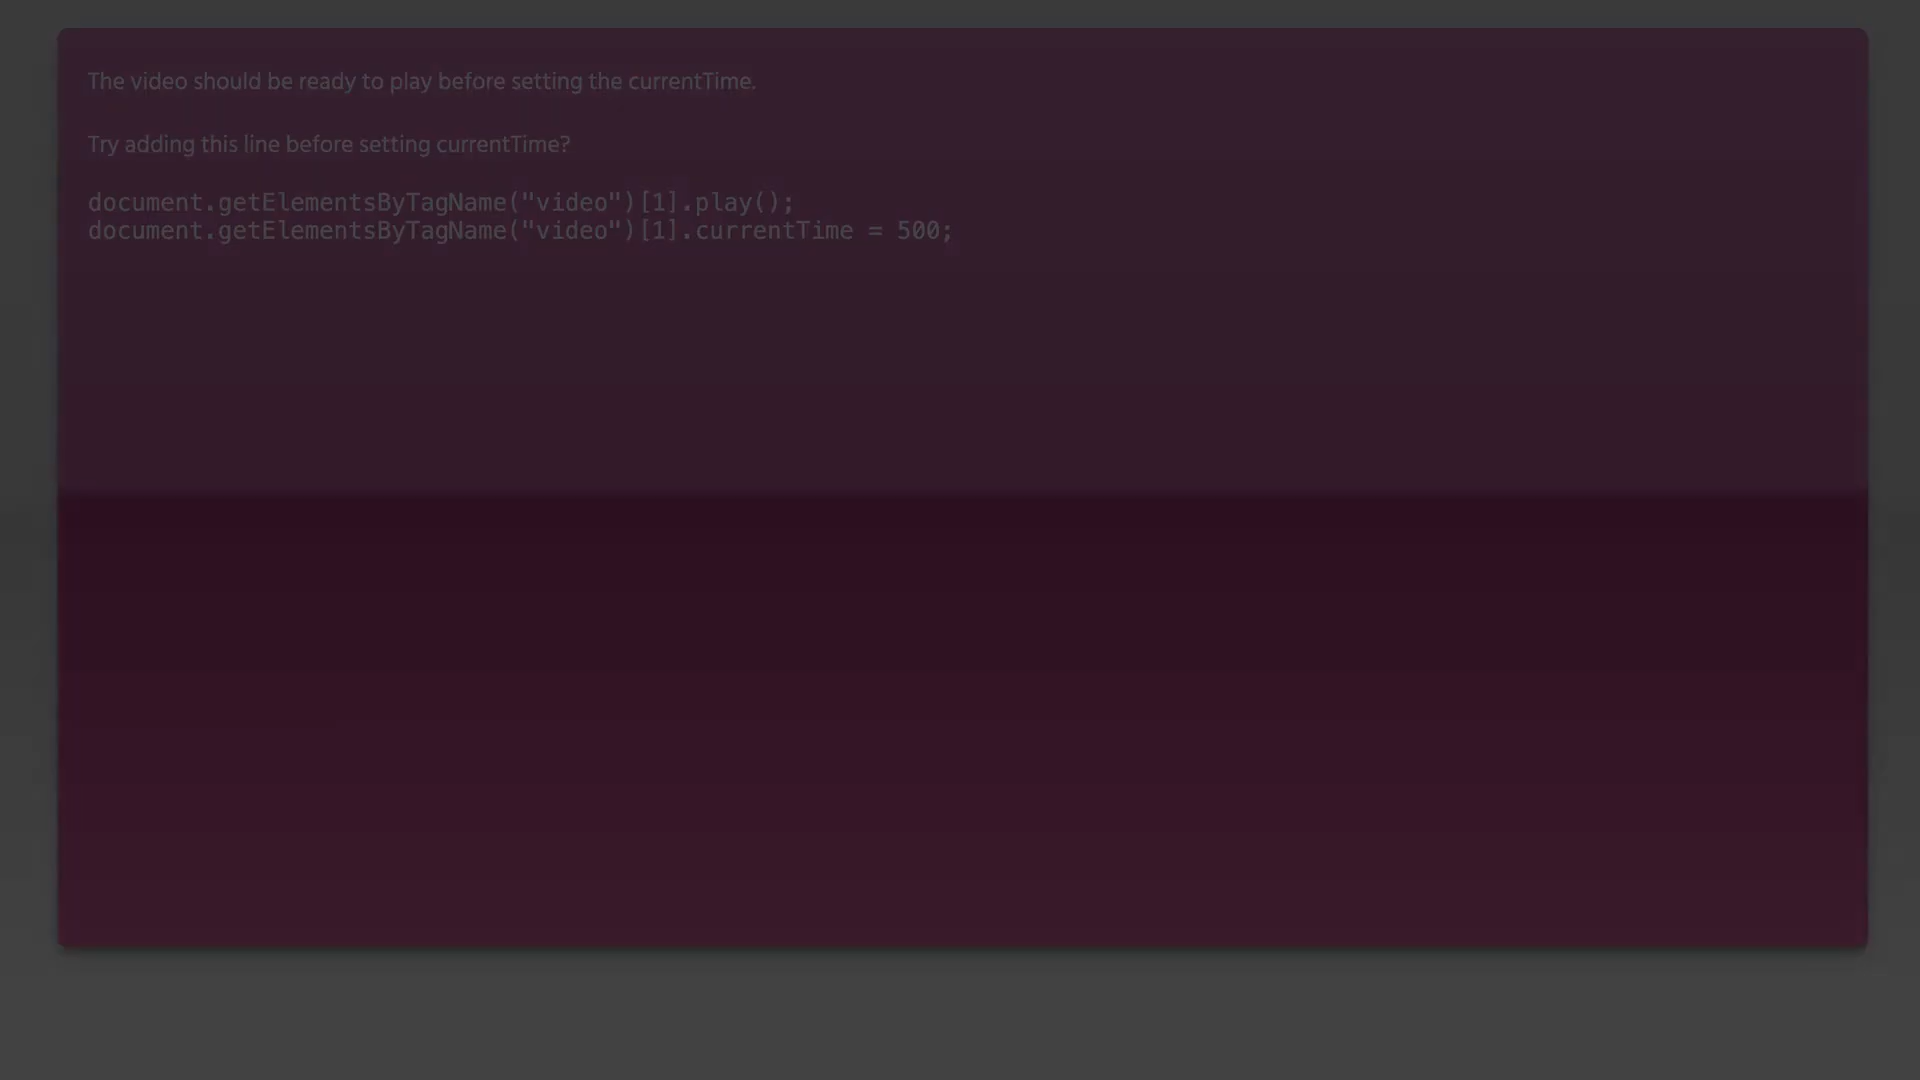 The video should be ready to play before setting the currentTime.
Try adding this line before setting currentTime?
document.getElementsByTagName("video")[1].play();
document.getElementsByTagName("video")[1].currentTime = 500;